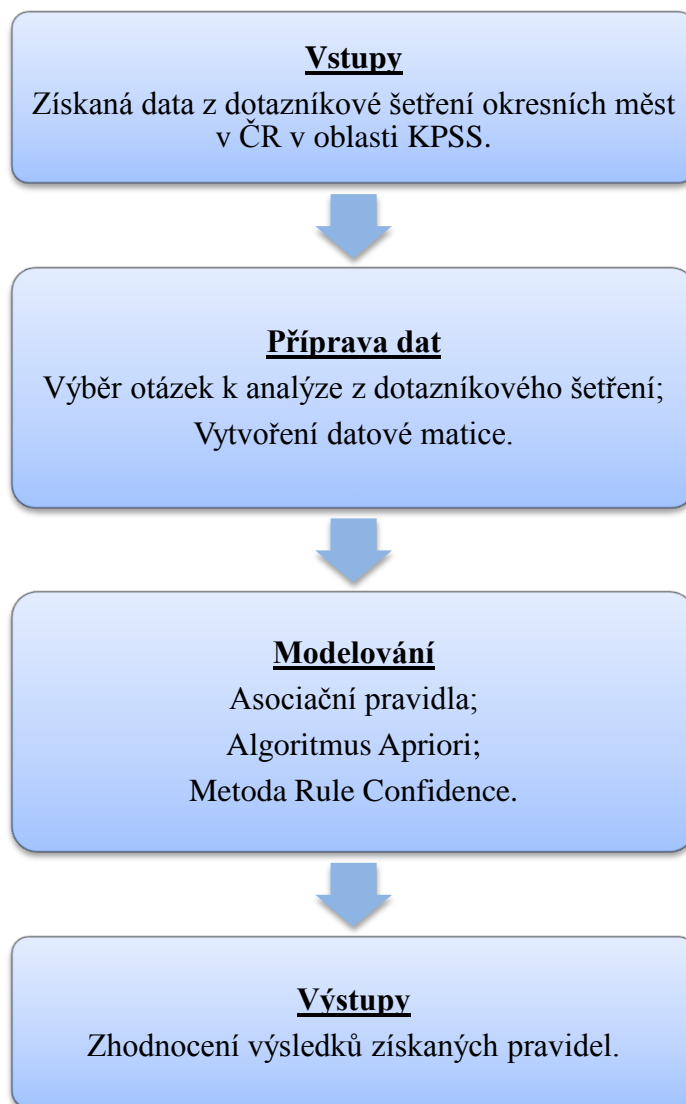 Vstupy
Získaná data z dotazníkové šetření okresních měst
v ČR v oblasti KPSS.
Příprava dat
Výběr otázek k analýze z dotazníkového šetření;
Vytvoření datové matice.
Modelování
Asociační pravidla;
Algoritmus Apriori;
Metoda Rule Confidence.
Výstupy
Zhodnocení výsledků získaných pravidel.